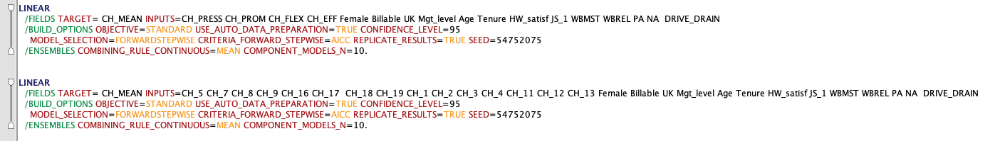 LINEAR
/FIELDS TARGET= CH_MEAN INPUTS=CH_PRESS CH_PROM CH_FLEX CH_EFF Female Billable UK Mgt_level Age Tenure HW_satisf JS_1 WBMST WBREL PA NA  DRIVE_DRAIN
/BUILD_OPTIONS OBJECTIVE=STANDARD USE_AUTO_DATA_PREPARATION=TRUE CONFIDENCE_LEVEL=95
MODEL_SELECTION=FORWARDSTEPWISE CRITERIA_FORWARD_STEPWISE=AICC REPLICATE_RESULTS=TRUE SEED=54752075
/ENSEMBLES COMBINING_RULE_CONTINUOUS=MEAN COMPONENT_MODELS_N=10.
LINEAR
/FIELDS TARGET= CH_MEAN INPUTS=CH_5 CH_7 CH_8 CH_9 CH_16 CH_17  CH_18 CH_19 CH_1 CH_2 CH_3 CH_4 CH_11 CH_12 CH_13 Female Billable UK Mgt_level Age Tenure HW_satisf JS_1 WBMST WBREL PA NA  DRIVE_DRAIN
/BUILD_OPTIONS OBJECTIVE=STANDARD USE_AUTO_DATA_PREPARATION=TRUE CONFIDENCE_LEVEL=95
MODEL_SELECTION=FORWARDSTEPWISE CRITERIA_FORWARD_STEPWISE=AICC REPLICATE_RESULTS=TRUE SEED=54752075
/ENSEMBLES COMBINING_RULE_CONTINUOUS=MEAN COMPONENT_MODELS_N=10.